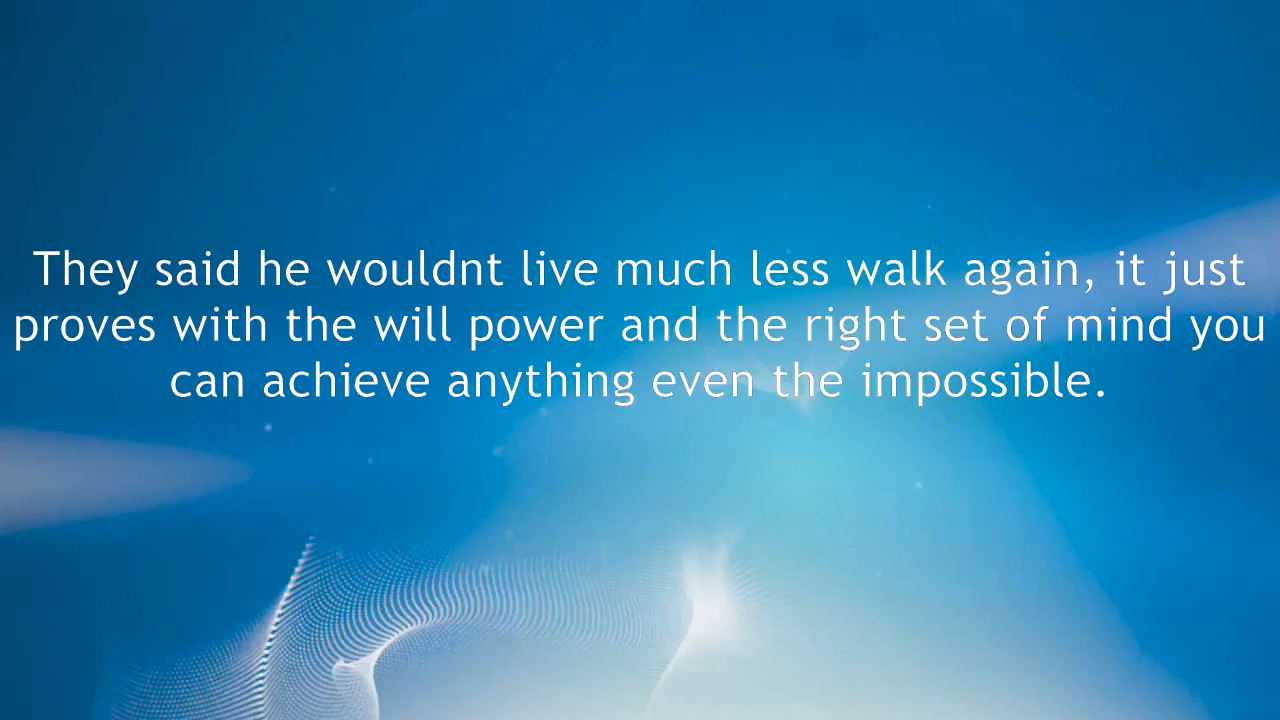 They said he wouldnt live much less walk again, it just
proves with the will power and the right set of mind you
can achieve anything even the impossible.